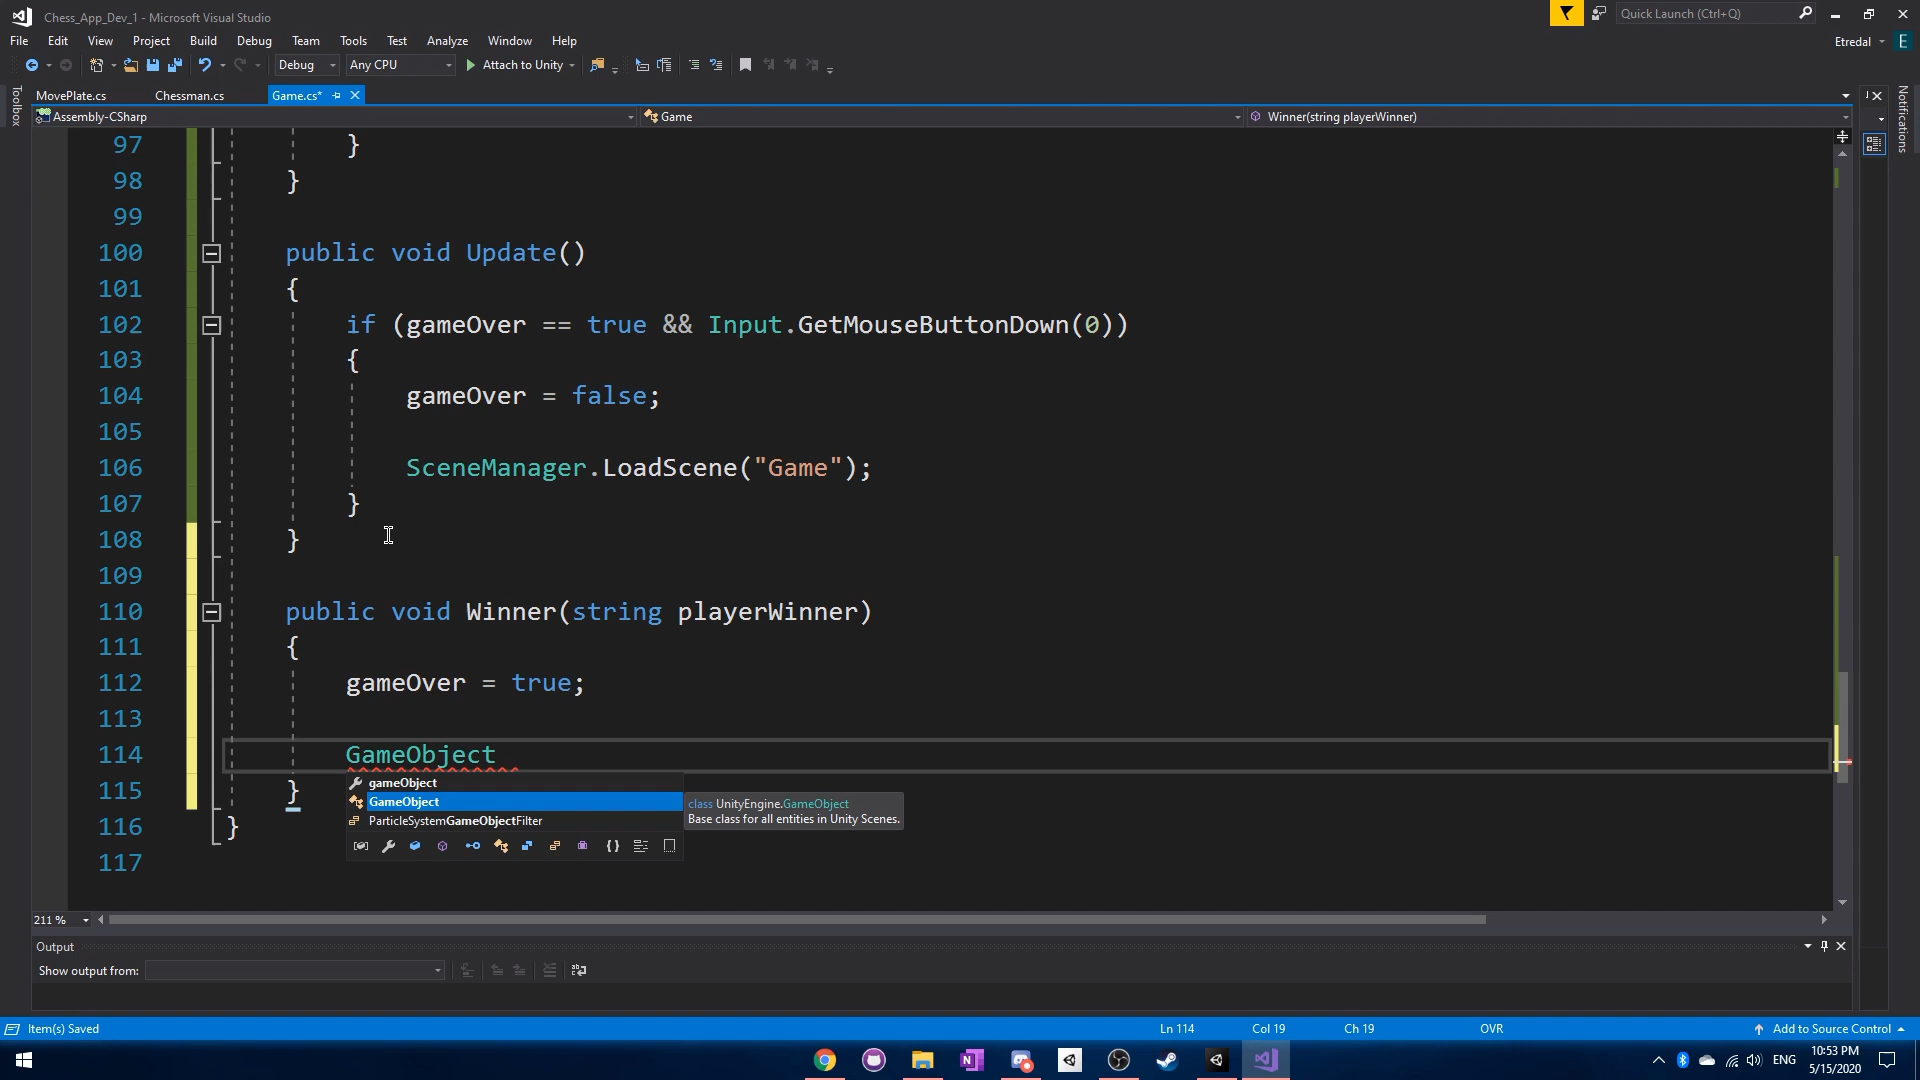 Chess_App_Dev_1 - Microsoft Visual Studio
Quick Launch (Ctrl+Q)
File Edit View Project Build Debug Team Tools Test Analyze Window Help
Etredal E
Debug Any CPU Attach to Unity
Toolbox
MovePlate.cs Chessman.cs Game.cs*
Notifications
Assembly-CSharp Game Winner(string playerWinner)
97 }
98 }
99
100 public void Update()
101 {
102 if (gameOver == true && Input.GetMouseButtonDown(0))
103 {
104 gameOver = false;
105
106 SceneManager.LoadScene("Game");
107 }
108 }
109
110 public void Winner(string playerWinner)
111 {
112 gameOver = true;
113
114 GameObject
115 }
116 }
117
gameObject
GameObject
ParticleSystemGameObjectFilter
class UnityEngine.GameObject
Base class for all entities in Unity Scenes.
211 %
Output
Show output from:
Item(s) Saved Ln 114 Col 19 Ch 19 OVR Add to Source Control
ENG 10:53 PM
5/15/2020